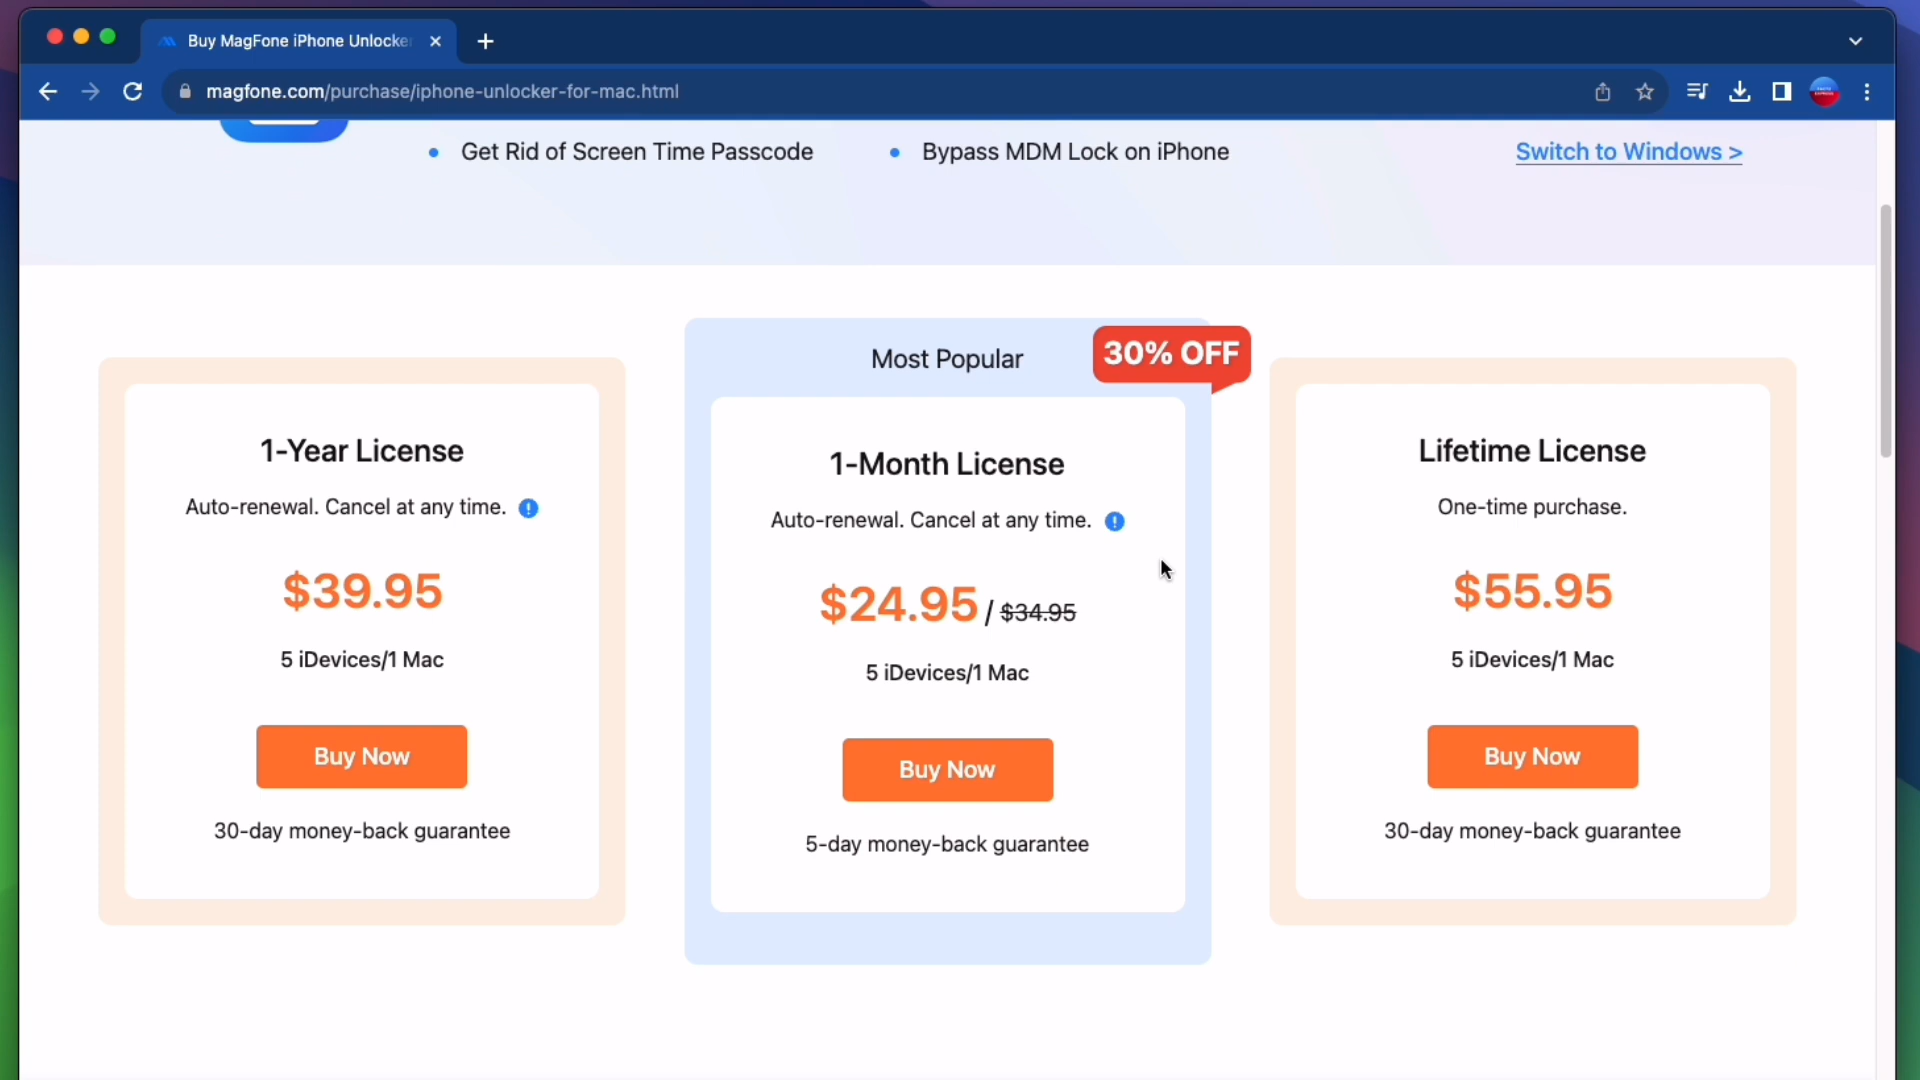 Buy MagFone iPhone Unlocker
magfone.com/purchase/iphone-unlocker-for-mac.html
Get Rid of Screen Time Passcode
Bypass MDM Lock on iPhone
Switch to Windows >
Most Popular
30% OFF
1-Year License
Auto-renewal. Cancel at any time.
$39.95
5 iDevices/1 Mac
Buy Now
30-day money-back guarantee
1-Month License
Auto-renewal. Cancel at any time.
$24.95 / $34.95
5 iDevices/1 Mac
Buy Now
5-day money-back guarantee
Lifetime License
One-time purchase.
$55.95
5 iDevices/1 Mac
Buy Now
30-day money-back guarantee